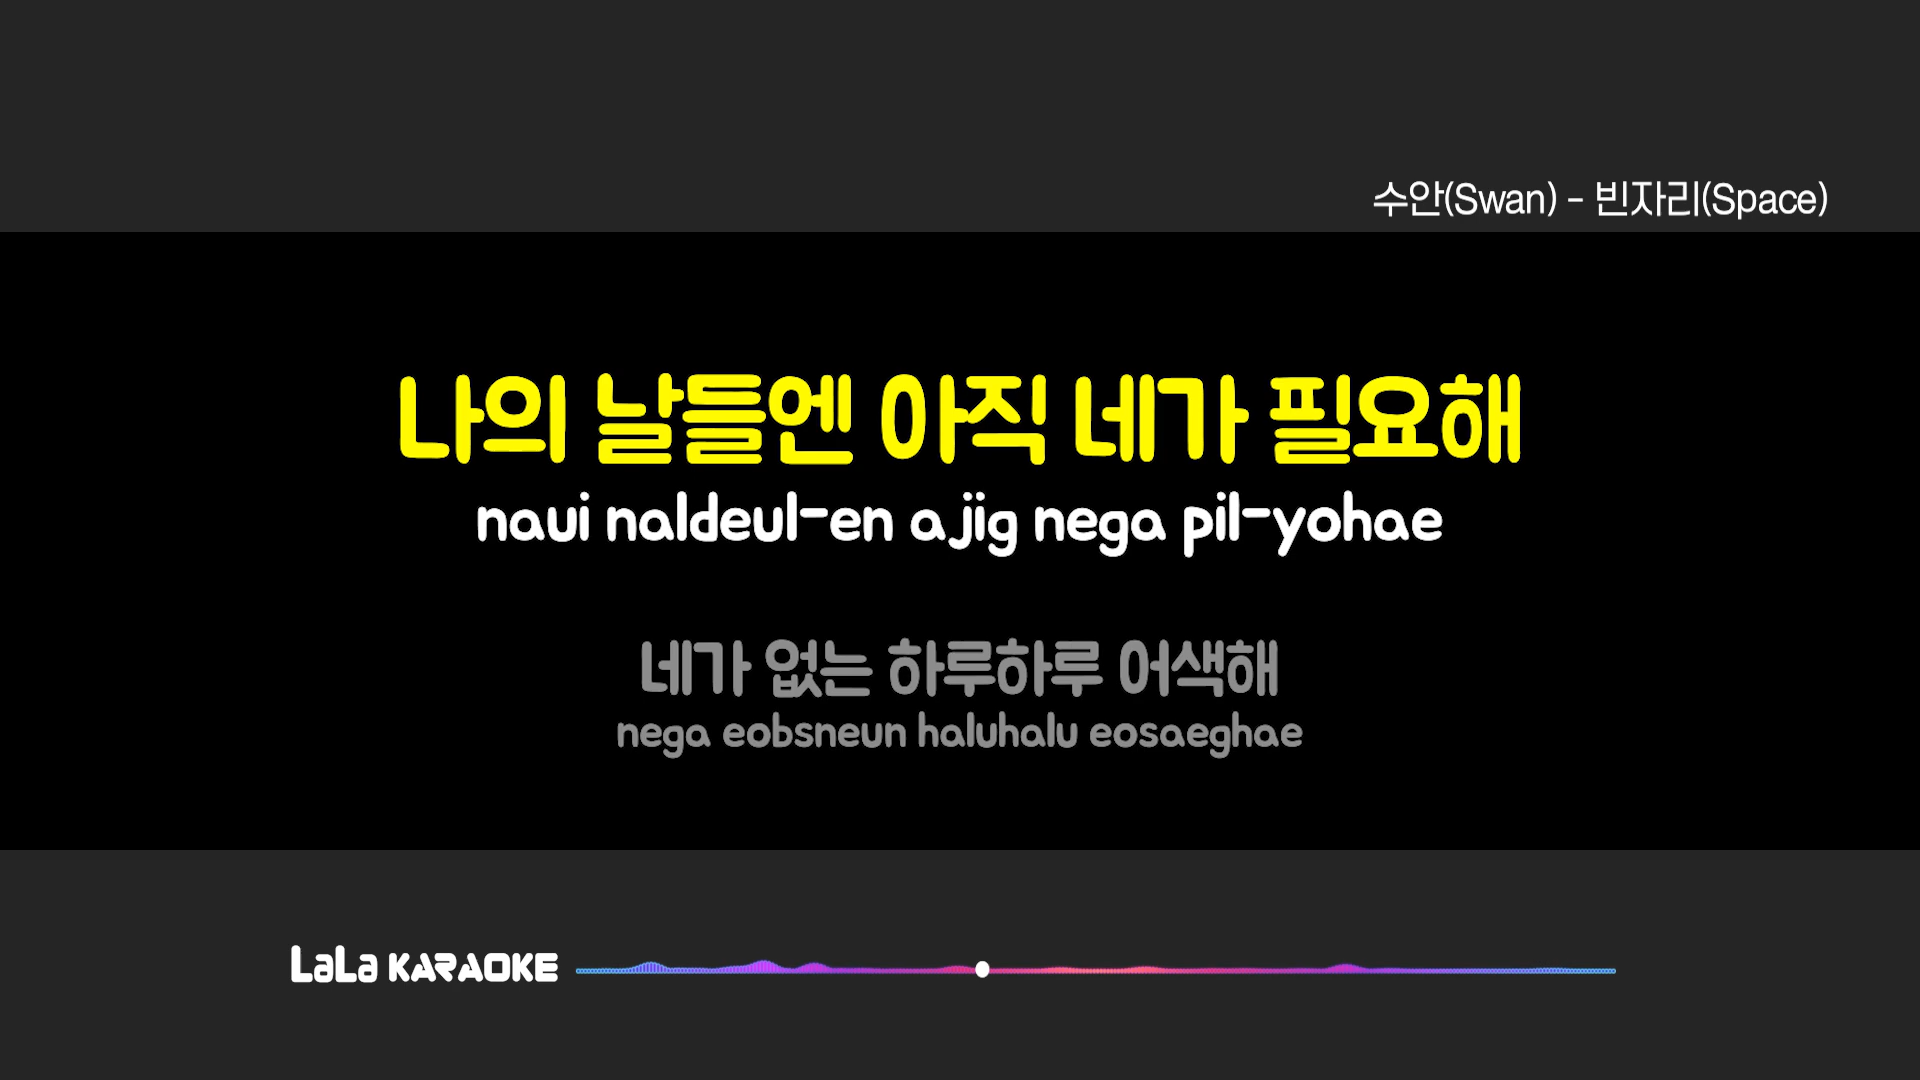 수안(Swan) - 빈자리(Space)
나의 날들엔 아직 네가 필요해
naui naldeul-en ajig nega pil-yohae
네가 없는 하루하루 어색해
nega eobsneun haluhalu eosaeghae
LaLa KARAOKE